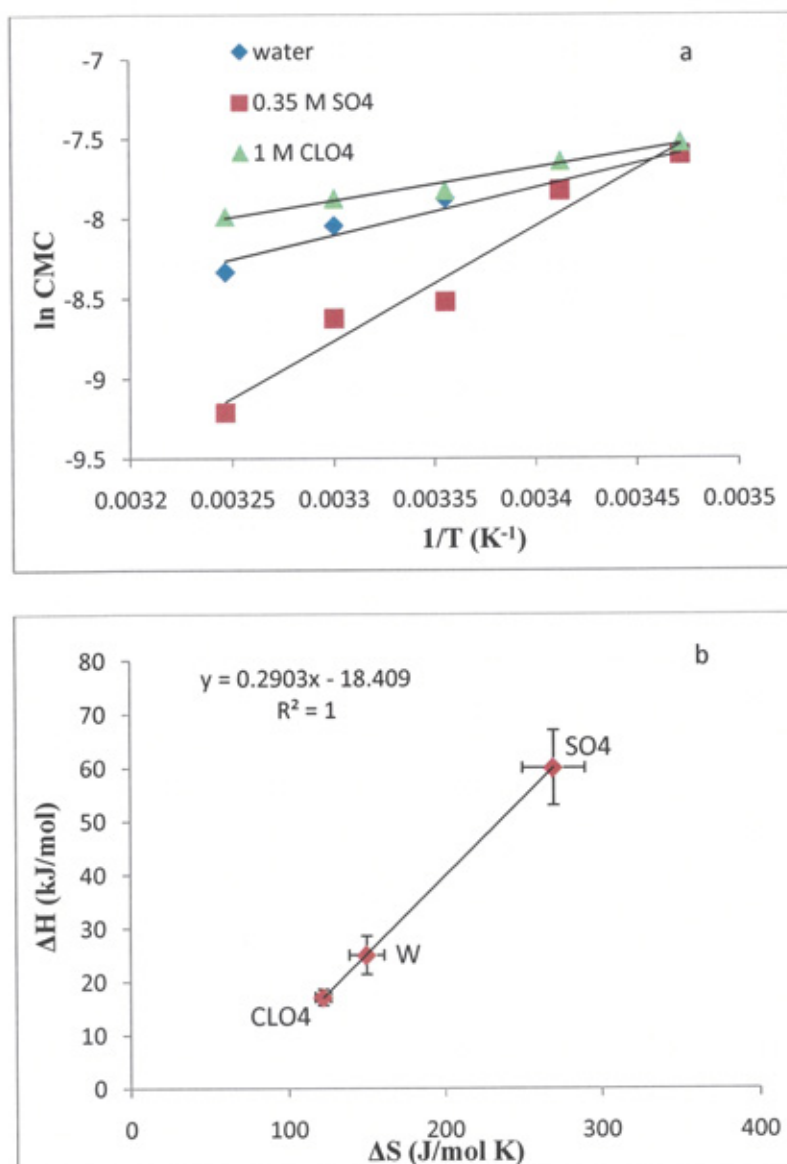 a
water
0.35 M SO4
1 M CLO4
-7
-7.5
-8
-8.5
-9
-9.5
ln CMC
0.0032 0.00325 0.0033 0.00335 0.0034 0.00345 0.0035
1/T (K⁻¹)
b
y = 0.2903x - 18.409
R² = 1
80
70
60
50
40
30
20
10
0
ΔH (kJ/mol)
SO4
W
CLO4
0 100 200 300 400
ΔS (J/mol K)